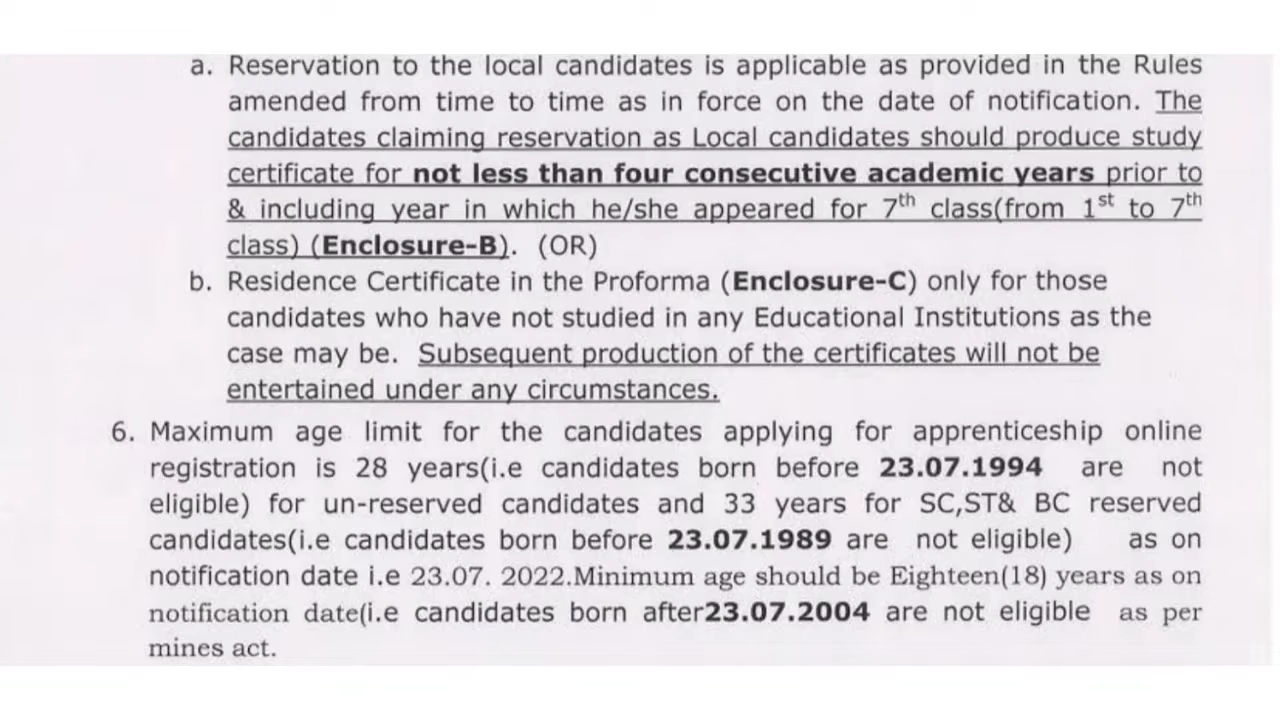 a. Reservation to the local candidates is applicable as provided in the Rules
amended from time to time as in force on the date of notification. The
candidates claiming reservation as Local candidates should produce study
certificate for not less than four consecutive academic years prior to
& including year in which he/she appeared for 7th class(from 1st to 7th
class) (Enclosure-B). (OR)
b. Residence Certificate in the Proforma (Enclosure-C) only for those
candidates who have not studied in any Educational Institutions as the
case may be. Subsequent production of the certificates will not be
entertained under any circumstances.
6. Maximum age limit for the candidates applying for apprenticeship online
registration is 28 years(i.e candidates born before 23.07.1994 are not
eligible) for un-reserved candidates and 33 years for SC,ST& BC reserved
candidates(i.e candidates born before 23.07.1989 are not eligible) as on
notification date i.e 23.07. 2022.Minimum age should be Eighteen(18) years as on
notification date(i.e candidates born after23.07.2004 are not eligible as per
mines act.